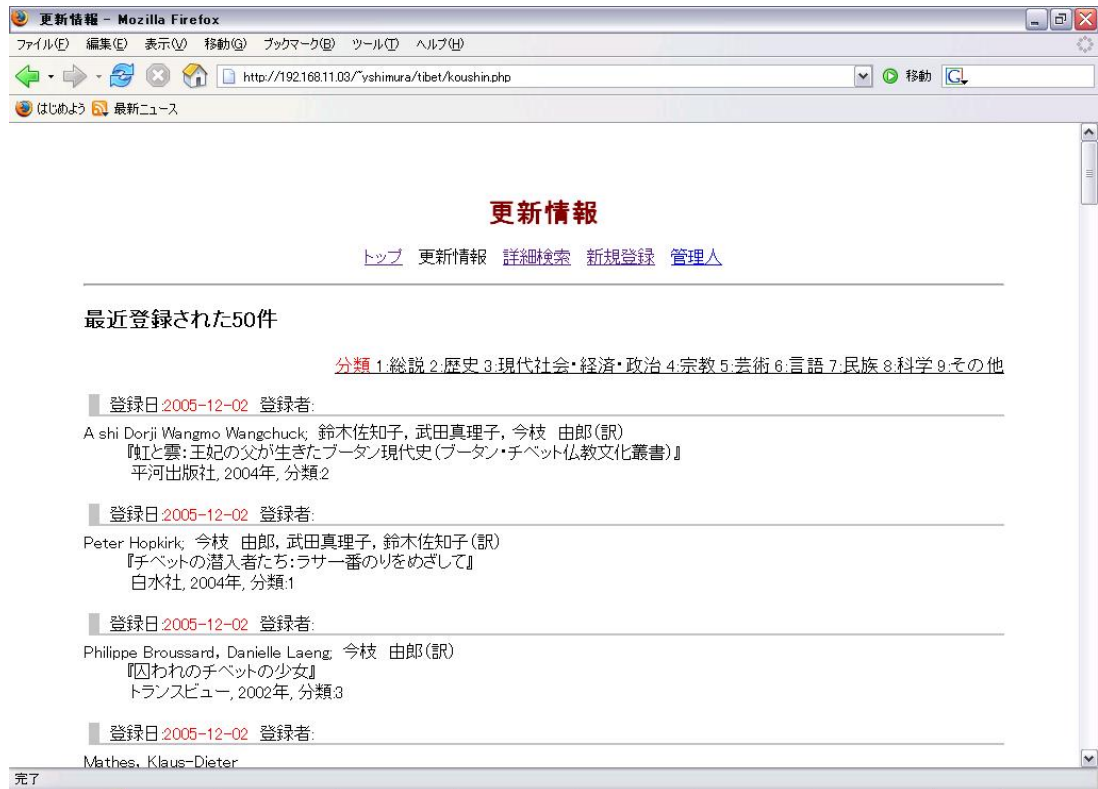 更新情報 - Mozilla Firefox
ファイル(F) 編集(E) 表示(V) 移動(G) ブックマーク(B) ツール(T) ヘルプ(H)
http://192.168.11.03/~yshimura/tibet/koushin.php 移動 G
はじめよう 最新ニュース
更新情報
トップ 更新情報 詳細検索 新規登録 管理人
最近登録された50件
分類 1:総説 2:歴史 3:現代社会・経済・政治 4:宗教 5:芸術 6:言語 7:民族 8:科学 9:その他
登録日:2005-12-02 登録者:
A shi Dorji Wangmo Wangchuck; 鈴木佐知子, 武田真理子, 今枝 由郎(訳)
『虹と雲:王妃の父が生きたブータン現代史(ブータン・チベット仏教文化叢書)』
平河出版社, 2004年, 分類:2
登録日:2005-12-02 登録者:
Peter Hopkirk; 今枝 由郎, 武田真理子, 鈴木佐知子(訳)
『チベットの潜入者たち:ラサ一番のりをめざして』
白水社, 2004年, 分類:1
登録日:2005-12-02 登録者:
Philippe Broussard, Danielle Laeng; 今枝 由郎(訳)
『囚われのチベットの少女』
トランスビュー, 2002年, 分類:3
登録日:2005-12-02 登録者:
Mathes, Klaus-Dieter
完了